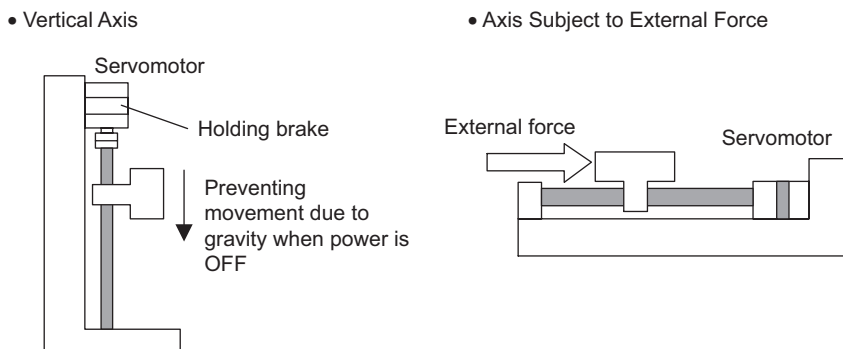 • Vertical Axis
Servomotor
Holding brake
Preventing
movement due to
gravity when power is
OFF
• Axis Subject to External Force
External force
Servomotor